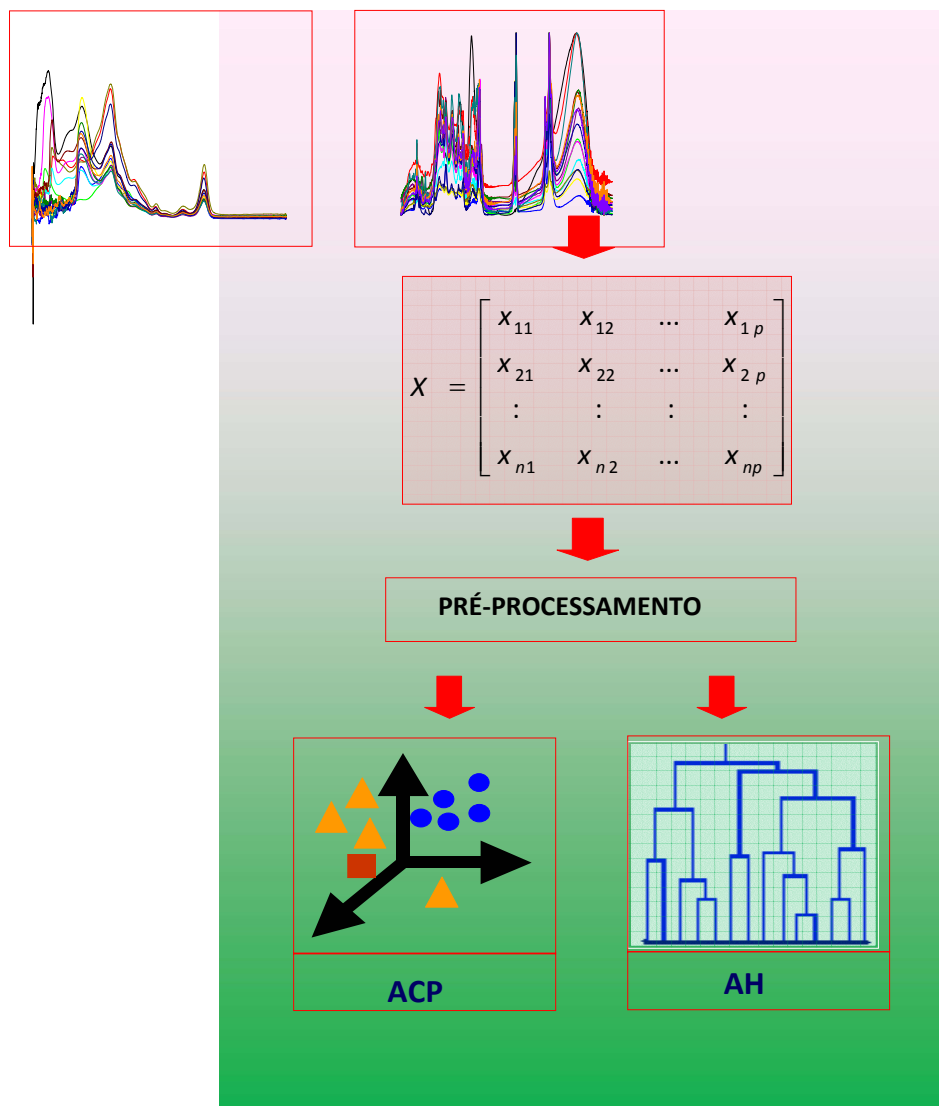 x11 x12 ... x1p
x21 x22 ... x2p
X =
: : : :
xn1 xn2 ... xnp
PRÉ-PROCESSAMENTO
ACP
AH